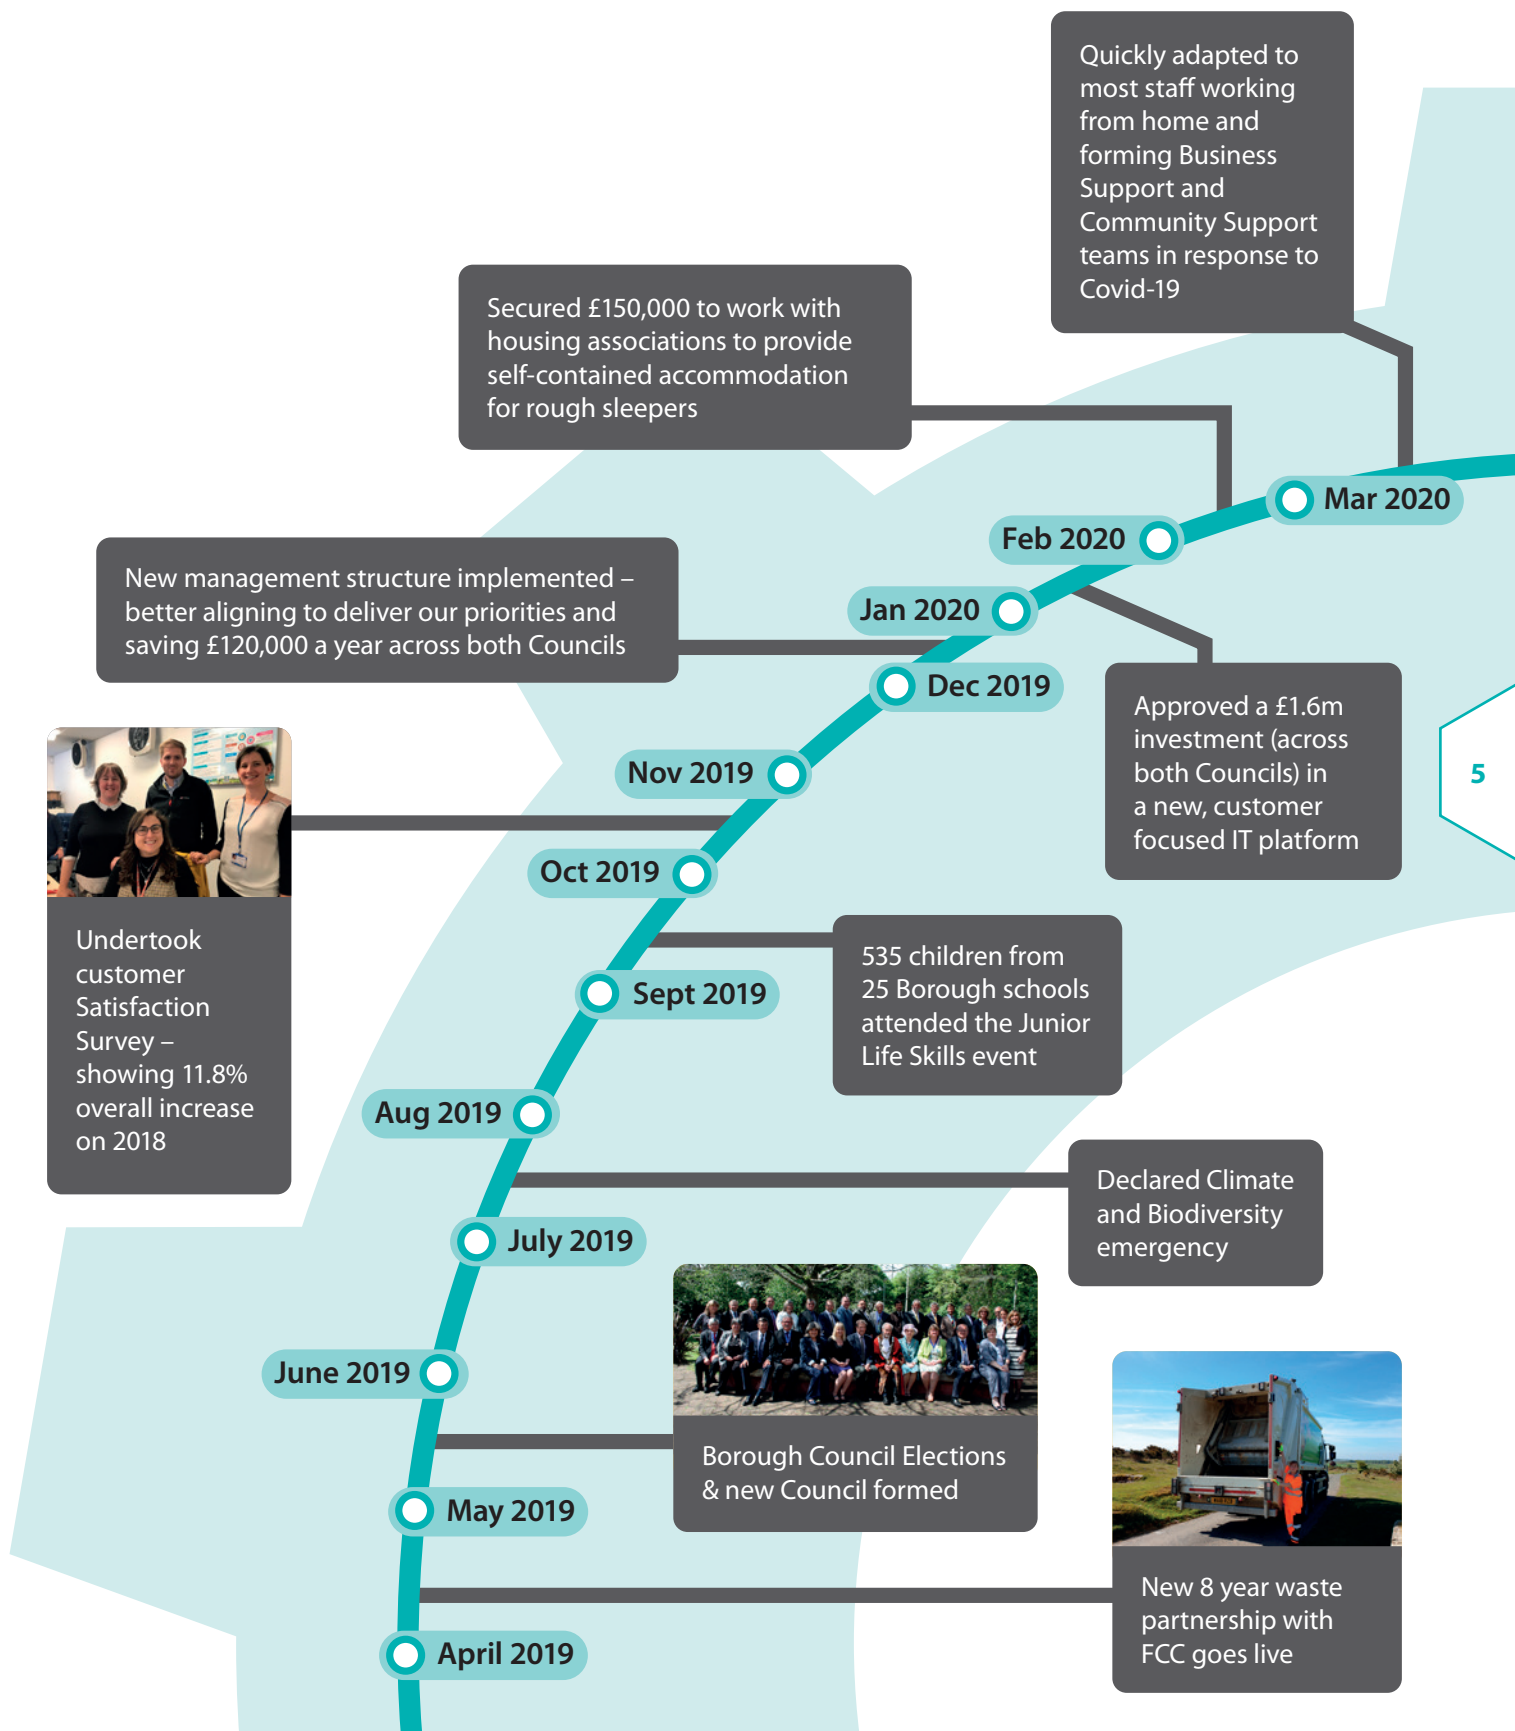 Quickly adapted to
most staff working
from home and
forming Business
Support and
Community Support
teams in response to
Covid-19
Secured £150,000 to work with
housing associations to provide
self-contained accommodation
for rough sleepers
Mar 2020
Feb 2020
New management structure implemented –
better aligning to deliver our priorities and
saving £120,000 a year across both Councils
Jan 2020
Dec 2019
Approved a £1.6m
investment (across
both Councils) in
a new, customer
focused IT platform
5
Nov 2019
Oct 2019
Undertook
customer
Satisfaction
Survey –
showing 11.8%
overall increase
on 2018
535 children from
25 Borough schools
attended the Junior
Life Skills event
Sept 2019
Aug 2019
Declared Climate
and Biodiversity
emergency
July 2019
June 2019
Borough Council Elections
& new Council formed
May 2019
New 8 year waste
partnership with
FCC goes live
April 2019